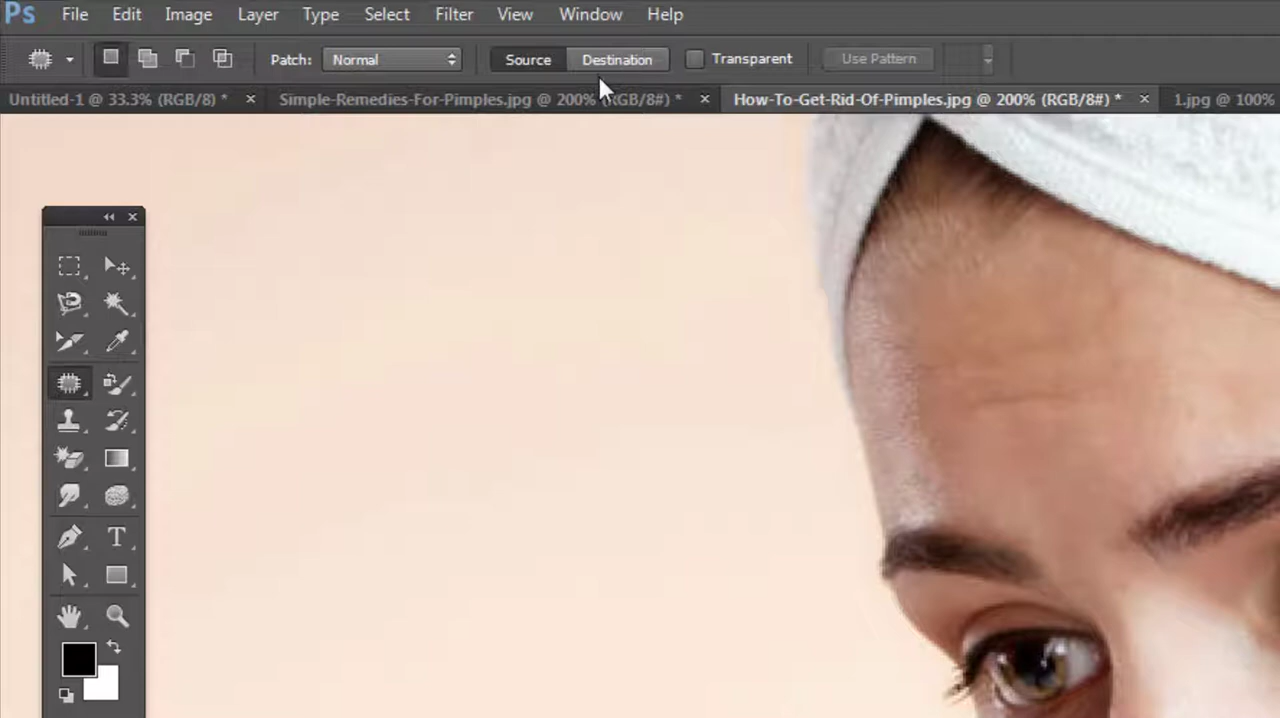 Ps File Edit Image Layer Type Select Filter View Window Help
Patch: Normal Source Destination Transparent Use Pattern
Untitled-1 @ 33.3% (RGB/8) * × Simple-Remedies-For-Pimples.jpg @ 200% (RGB/8#) * × How-To-Get-Rid-Of-Pimples.jpg @ 200% (RGB/8#) * × 1.jpg @ 100%
T